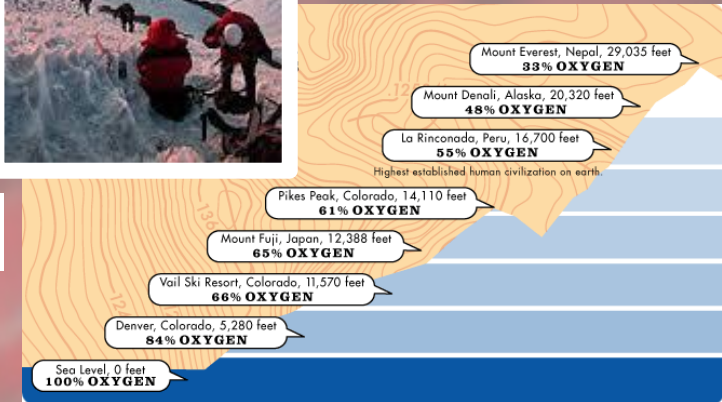 Mount Everest, Nepal, 29,035 feet
33% OXYGEN
Mount Denali, Alaska, 20,320 feet
48% OXYGEN
La Rinconada, Peru, 16,700 feet
55% OXYGEN
Highest established human civilization on earth.
Pikes Peak, Colorado, 14,110 feet
61% OXYGEN
Mount Fuji, Japan, 12,388 feet
65% OXYGEN
Vail Ski Resort, Colorado, 11,570 feet
66% OXYGEN
Denver, Colorado, 5,280 feet
84% OXYGEN
Sea Level, 0 feet
100% OXYGEN